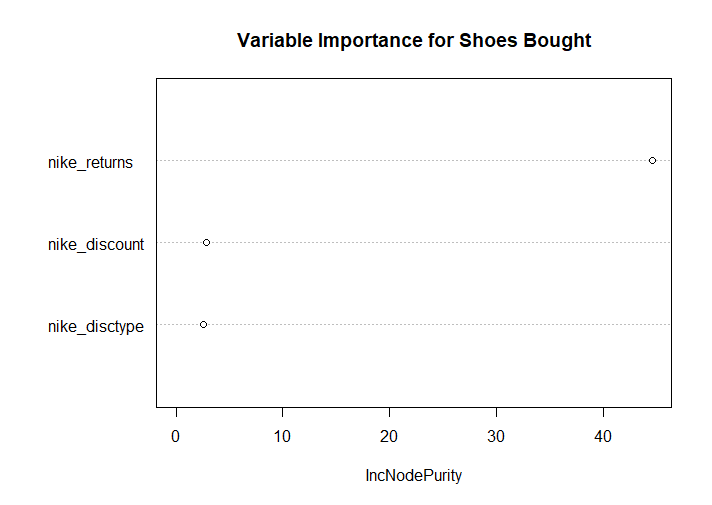 Variable Importance for Shoes Bought
nike_returns
nike_discount
nike_disctype
0 10 20 30 40
IncNodePurity